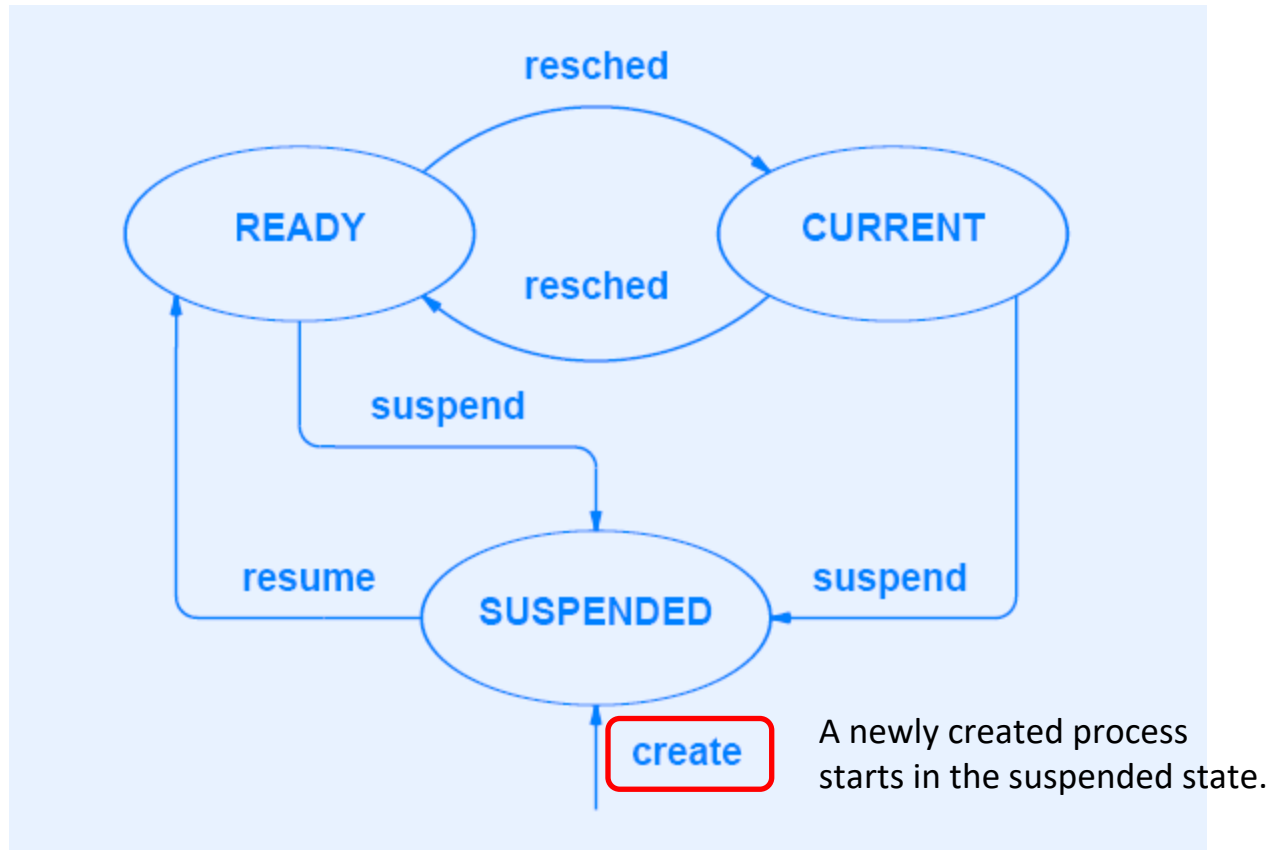 resched
READY
CURRENT
resched
suspend
resume
suspend
SUSPENDED
create
A newly created process
starts in the suspended state.